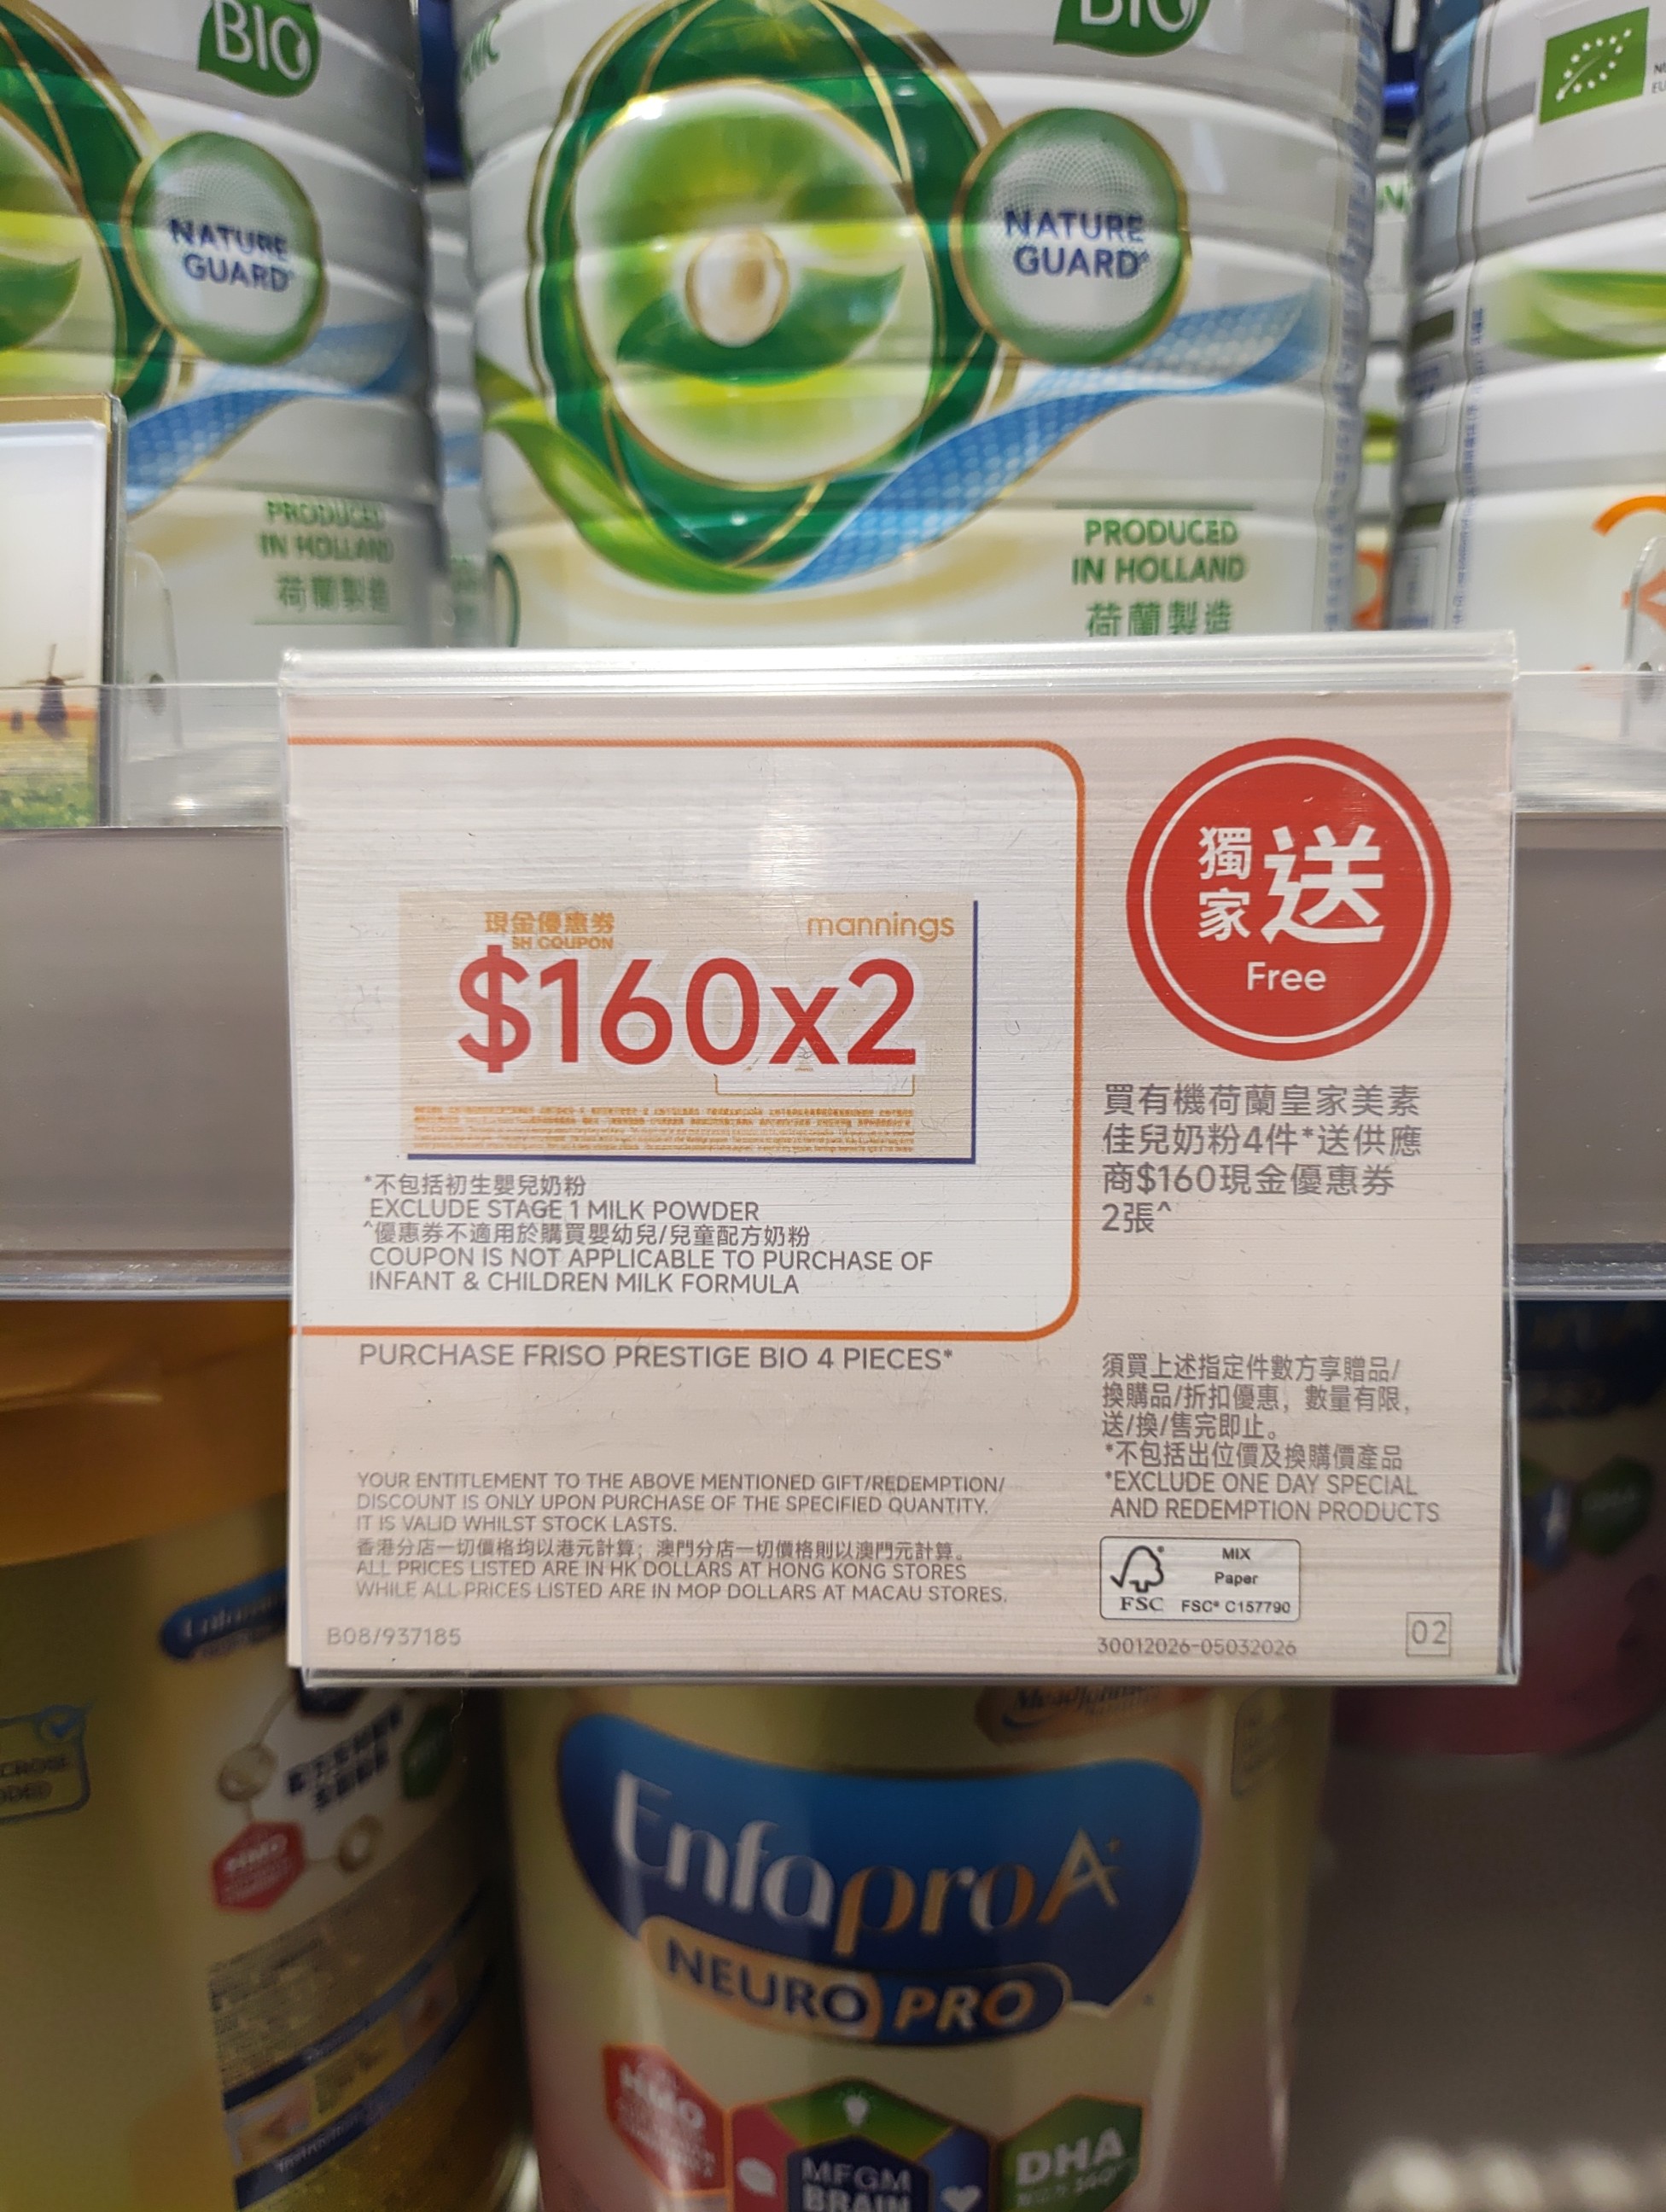 BIO
BIO
NATURE
GUARD
NATURE
GUARD
PRODUCED
IN HOLLAND
荷蘭製造
PRODUCED
IN HOLLAND
荷蘭製造
現金優惠券
SH COUPON
mannings
$160x2
*不包括初生嬰兒奶粉
EXCLUDE STAGE 1 MILK POWDER
^優惠券不適用於購買嬰幼兒/兒童配方奶粉
COUPON IS NOT APPLICABLE TO PURCHASE OF
INFANT & CHILDREN MILK FORMULA
PURCHASE FRISO PRESTIGE BIO 4 PIECES*
YOUR ENTITLEMENT TO THE ABOVE MENTIONED GIFT/REDEMPTION/
DISCOUNT IS ONLY UPON PURCHASE OF THE SPECIFIED QUANTITY.
IT IS VALID WHILST STOCK LASTS.
香港分店一切價格均以港元計算；澳門分店一切價格則以澳門元計算。
ALL PRICES LISTED ARE IN HK DOLLARS AT HONG KONG STORES
WHILE ALL PRICES LISTED ARE IN MOP DOLLARS AT MACAU STORES.
B08/937185
獨家送
Free
買有機荷蘭皇家美素
佳兒奶粉4件*送供應
商$160現金優惠券
2張^
須買上述指定件數方享贈品/
換購品/折扣優惠，數量有限，
送/換/售完即止。
*不包括出位價及換購價產品
*EXCLUDE ONE DAY SPECIAL
AND REDEMPTION PRODUCTS
FSC
MIX
Paper
FSC® C157790
30012026-05032026
02
MeadJohnson
EnfaproA+
NEUROPRO
HMO
MFGM
BRAIN
DHA